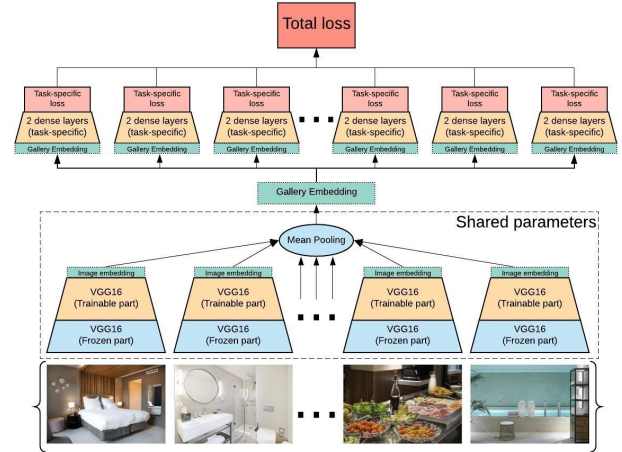 Total loss
Task-specific
loss
Task-specific
loss
Task-specific
loss
Task-specific
loss
Task-specific
loss
Task-specific
loss
2 dense layers
(task-specific)
2 dense layers
(task-specific)
2 dense layers
(task-specific)
2 dense layers
(task-specific)
2 dense layers
(task-specific)
2 dense layers
(task-specific)
Gallery Embedding
Gallery Embedding
Gallery Embedding
Gallery Embedding
Gallery Embedding
Gallery Embedding
Gallery Embedding
Shared parameters
Mean Pooling
Image embedding
Image embedding
Image embedding
Image embedding
VGG16
(Trainable part)
VGG16
(Trainable part)
VGG16
(Trainable part)
VGG16
(Trainable part)
VGG16
(Frozen part)
VGG16
(Frozen part)
VGG16
(Frozen part)
VGG16
(Frozen part)